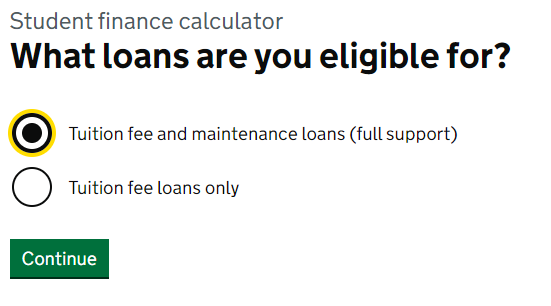 Student finance calculator
What loans are you eligible for?
Tuition fee and maintenance loans (full support)
Tuition fee loans only
Continue